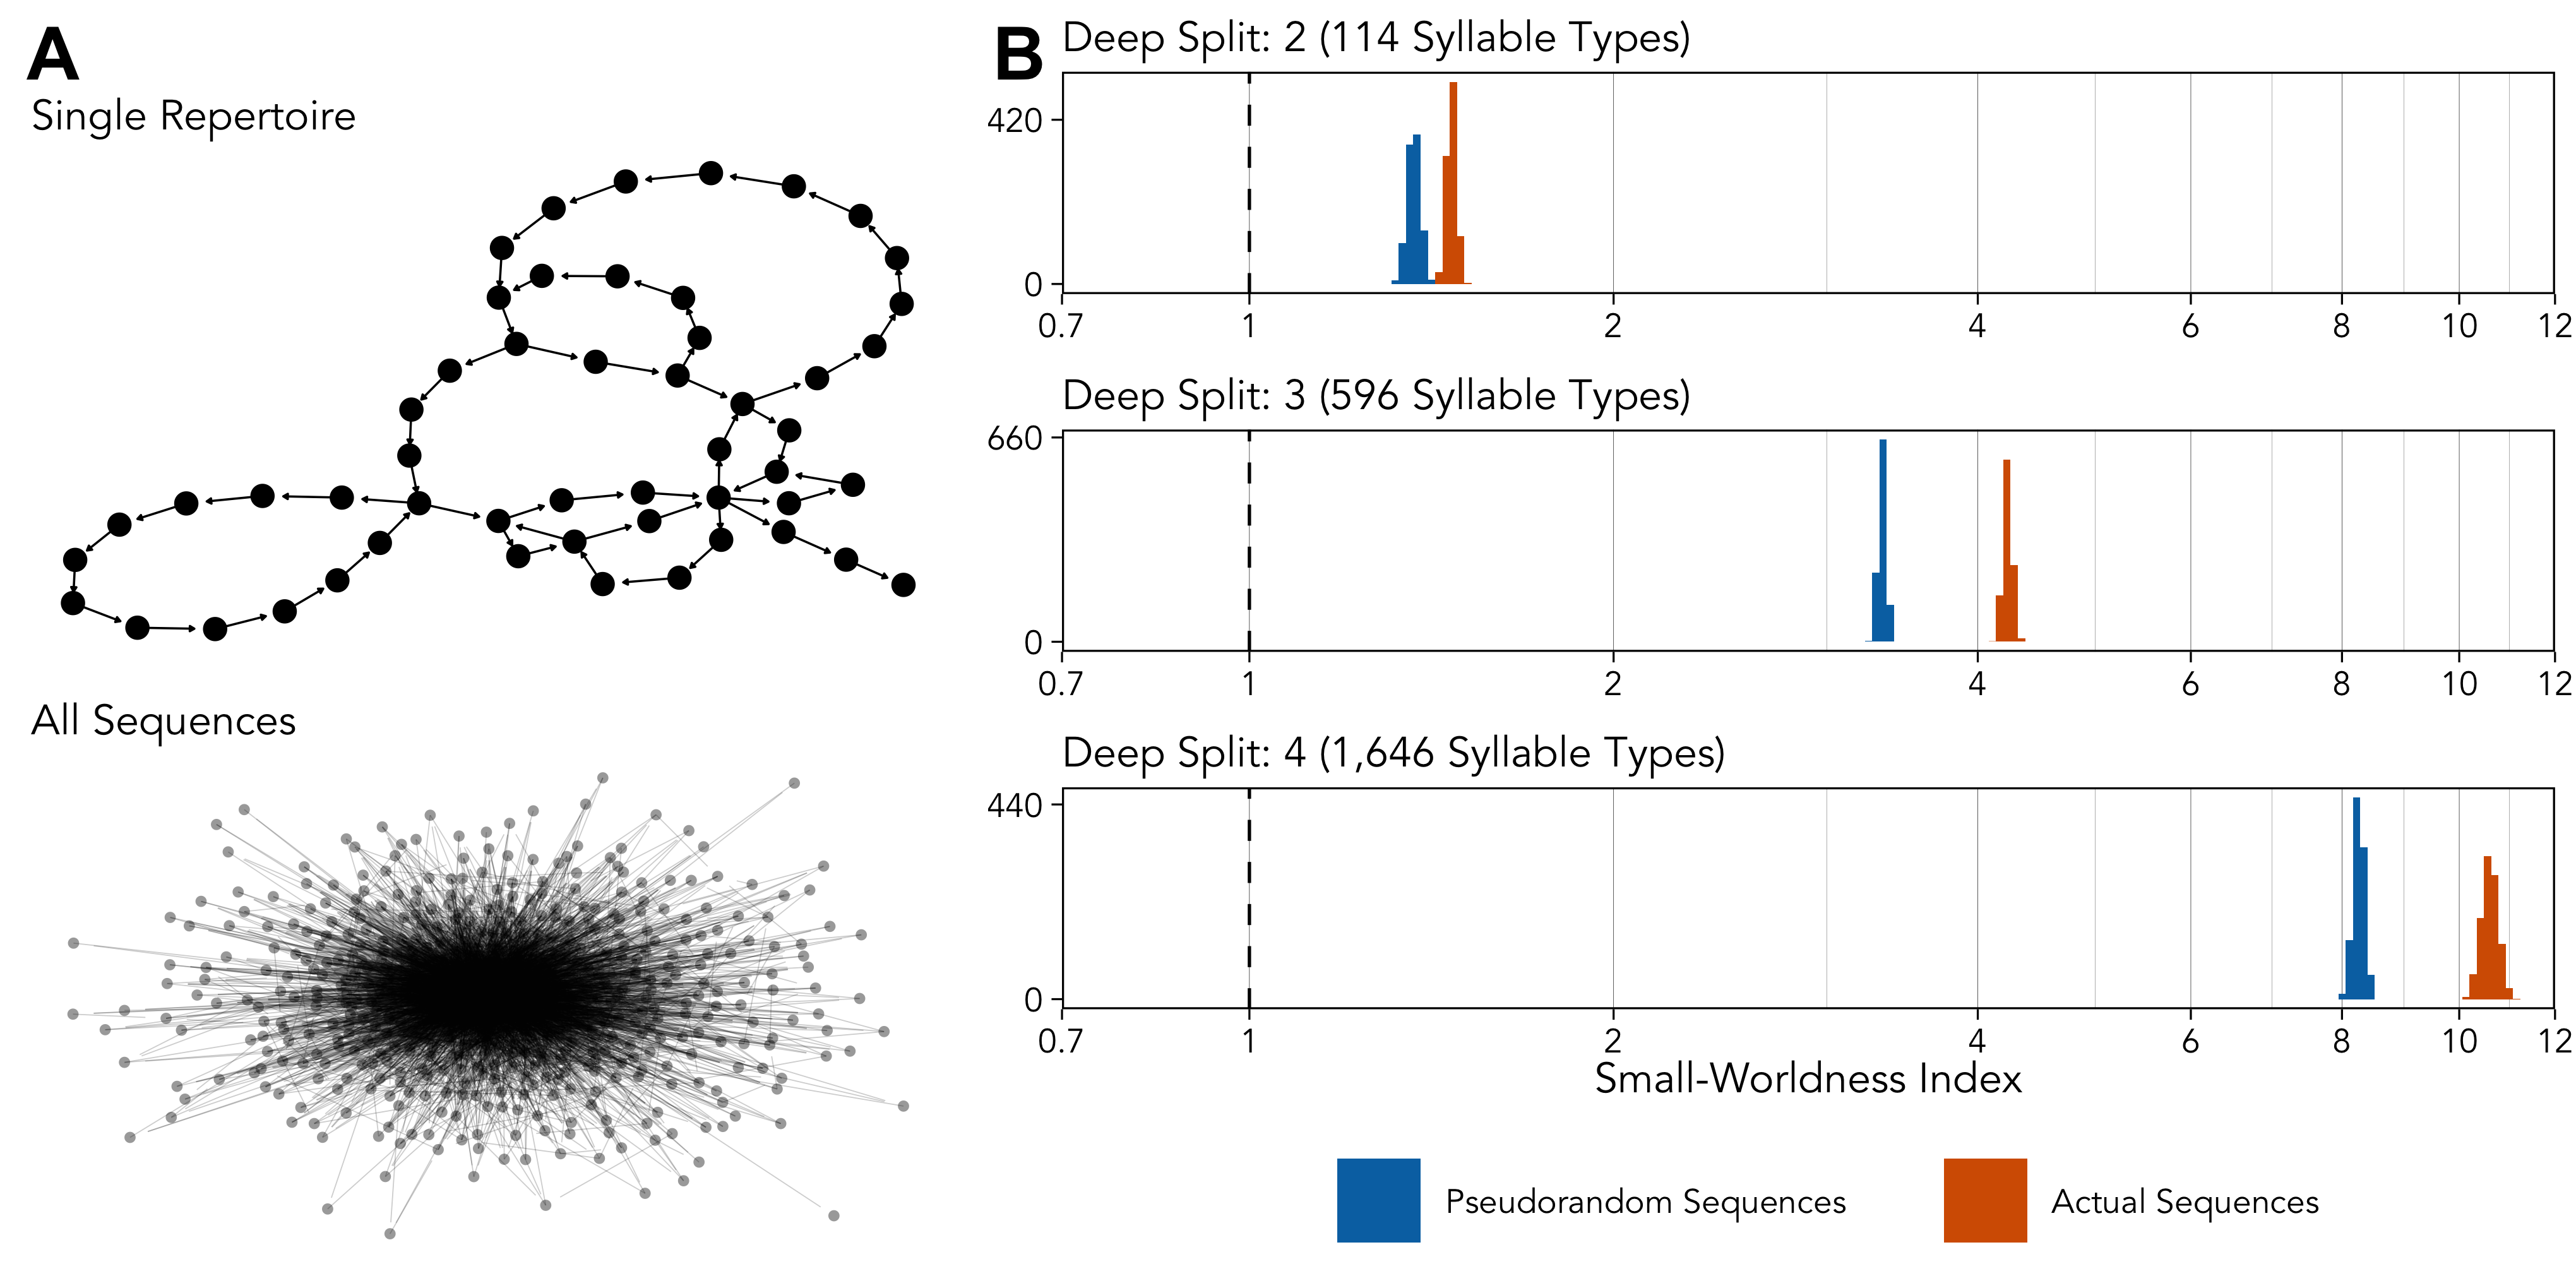 A
Single Repertoire
All Sequences
B
Deep Split: 2 (114 Syllable Types)
420
0
0.7 1 2 4 6 8 10 12
Deep Split: 3 (596 Syllable Types)
660
0
0.7 1 2 4 6 8 10 12
Deep Split: 4 (1,646 Syllable Types)
440
0
0.7 1 2 4 6 8 10 12
Small-Worldness Index
Pseudorandom Sequences
Actual Sequences